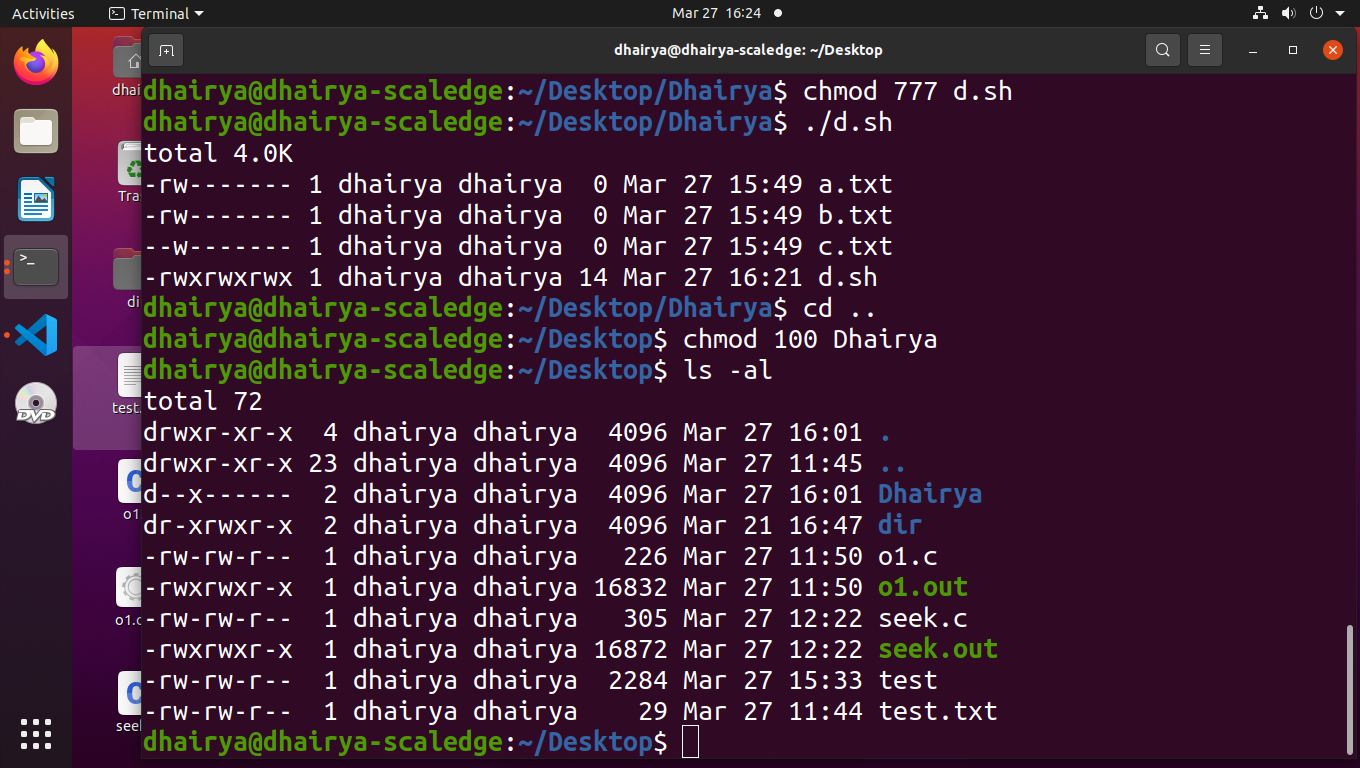 Activities Terminal Mar 27 16:24
dhairya@dhairya-scaledge: ~/Desktop
dhairya@dhairya-scaledge:~/Desktop/Dhairya$ chmod 777 d.sh
dhairya@dhairya-scaledge:~/Desktop/Dhairya$ ./d.sh
total 4.0K
-rw------- 1 dhairya dhairya  0 Mar 27 15:49 a.txt
-rw------- 1 dhairya dhairya  0 Mar 27 15:49 b.txt
--w------- 1 dhairya dhairya  0 Mar 27 15:49 c.txt
-rwxrwxrwx 1 dhairya dhairya 14 Mar 27 16:21 d.sh
dhairya@dhairya-scaledge:~/Desktop/Dhairya$ cd ..
dhairya@dhairya-scaledge:~/Desktop$ chmod 100 Dhairya
dhairya@dhairya-scaledge:~/Desktop$ ls -al
total 72
drwxr-xr-x  4 dhairya dhairya  4096 Mar 27 16:01 .
drwxr-xr-x 23 dhairya dhairya  4096 Mar 27 11:45 ..
d--x------  2 dhairya dhairya  4096 Mar 27 16:01 Dhairya
dr-xrwxr-x  2 dhairya dhairya  4096 Mar 21 16:47 dir
-rw-rw-r--  1 dhairya dhairya   226 Mar 27 11:50 o1.c
-rwxrwxr-x  1 dhairya dhairya 16832 Mar 27 11:50 o1.out
-rw-rw-r--  1 dhairya dhairya   305 Mar 27 12:22 seek.c
-rwxrwxr-x  1 dhairya dhairya 16872 Mar 27 12:22 seek.out
-rw-rw-r--  1 dhairya dhairya  2284 Mar 27 15:33 test
-rw-rw-r--  1 dhairya dhairya    29 Mar 27 11:44 test.txt
dhairya@dhairya-scaledge:~/Desktop$
>_
DVD
dhai
Tra
di
test.
C
o1.
o1.o
C
seek